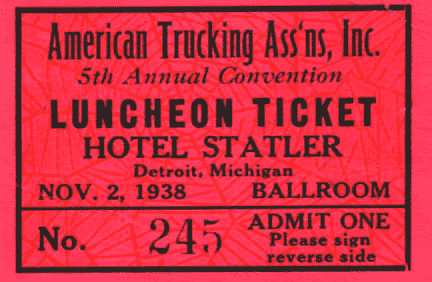 American Trucking Ass'ns, Inc.
5th Annual Convention
LUNCHEON TICKET
HOTEL STATLER
Detroit, Michigan
NOV. 2, 1938 BALLROOM
No. 245 ADMIT ONE
Please sign
reverse side